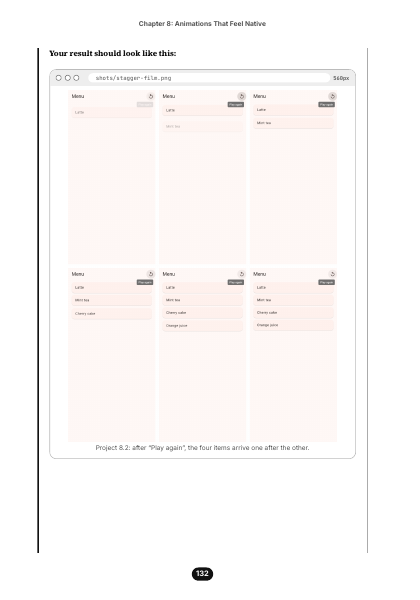 Chapter 8: Animations That Feel Native
Your result should look like this:
shots/stagger-film.png
560px
Menu
Play again
Latte
Menu
Play again
Latte
Mint tea
Menu
Play again
Latte
Mint tea
Menu
Play again
Latte
Mint tea
Cherry cake
Menu
Play again
Latte
Mint tea
Cherry cake
Orange juice
Menu
Play again
Latte
Mint tea
Cherry cake
Orange juice
Project 8.2: after “Play again”, the four items arrive one after the other.
132